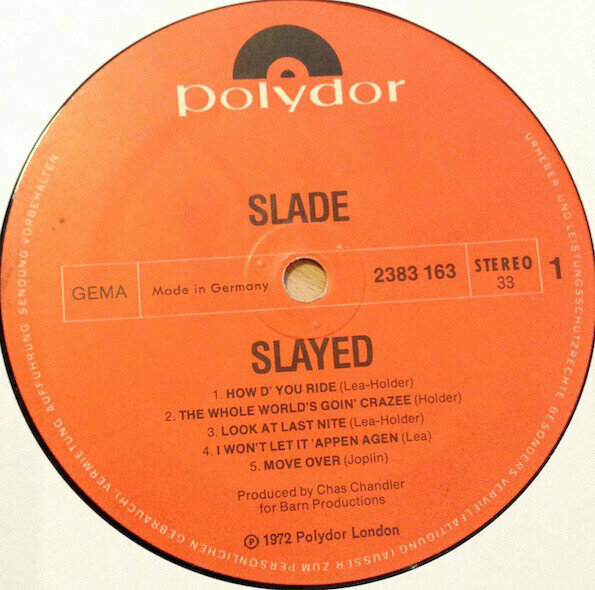 polydor
SLADE
GEMA
Made in Germany
2383 163
STEREO
33
1
SLAYED
1. HOW D' YOU RIDE (Lea-Holder)
2. THE WHOLE WORLD'S GOIN' CRAZEE (Holder)
3. LOOK AT LAST NITE (Lea-Holder)
4. I WON'T LET IT 'APPEN AGEN (Lea)
5. MOVE OVER (Joplin)
Produced by Chas Chandler
for Barn Productions
℗ 1972 Polydor London
URHEBER- UND LEISTUNGSSCHUTZRECHTE BESONDERS VERVIELFÄLTIGUNG (AUSSER ZUM PERSÖNLICHEN GEBRAUCH), VERMIETUNG AUFFÜHRUNG, SENDUNG VORBEHALTEN